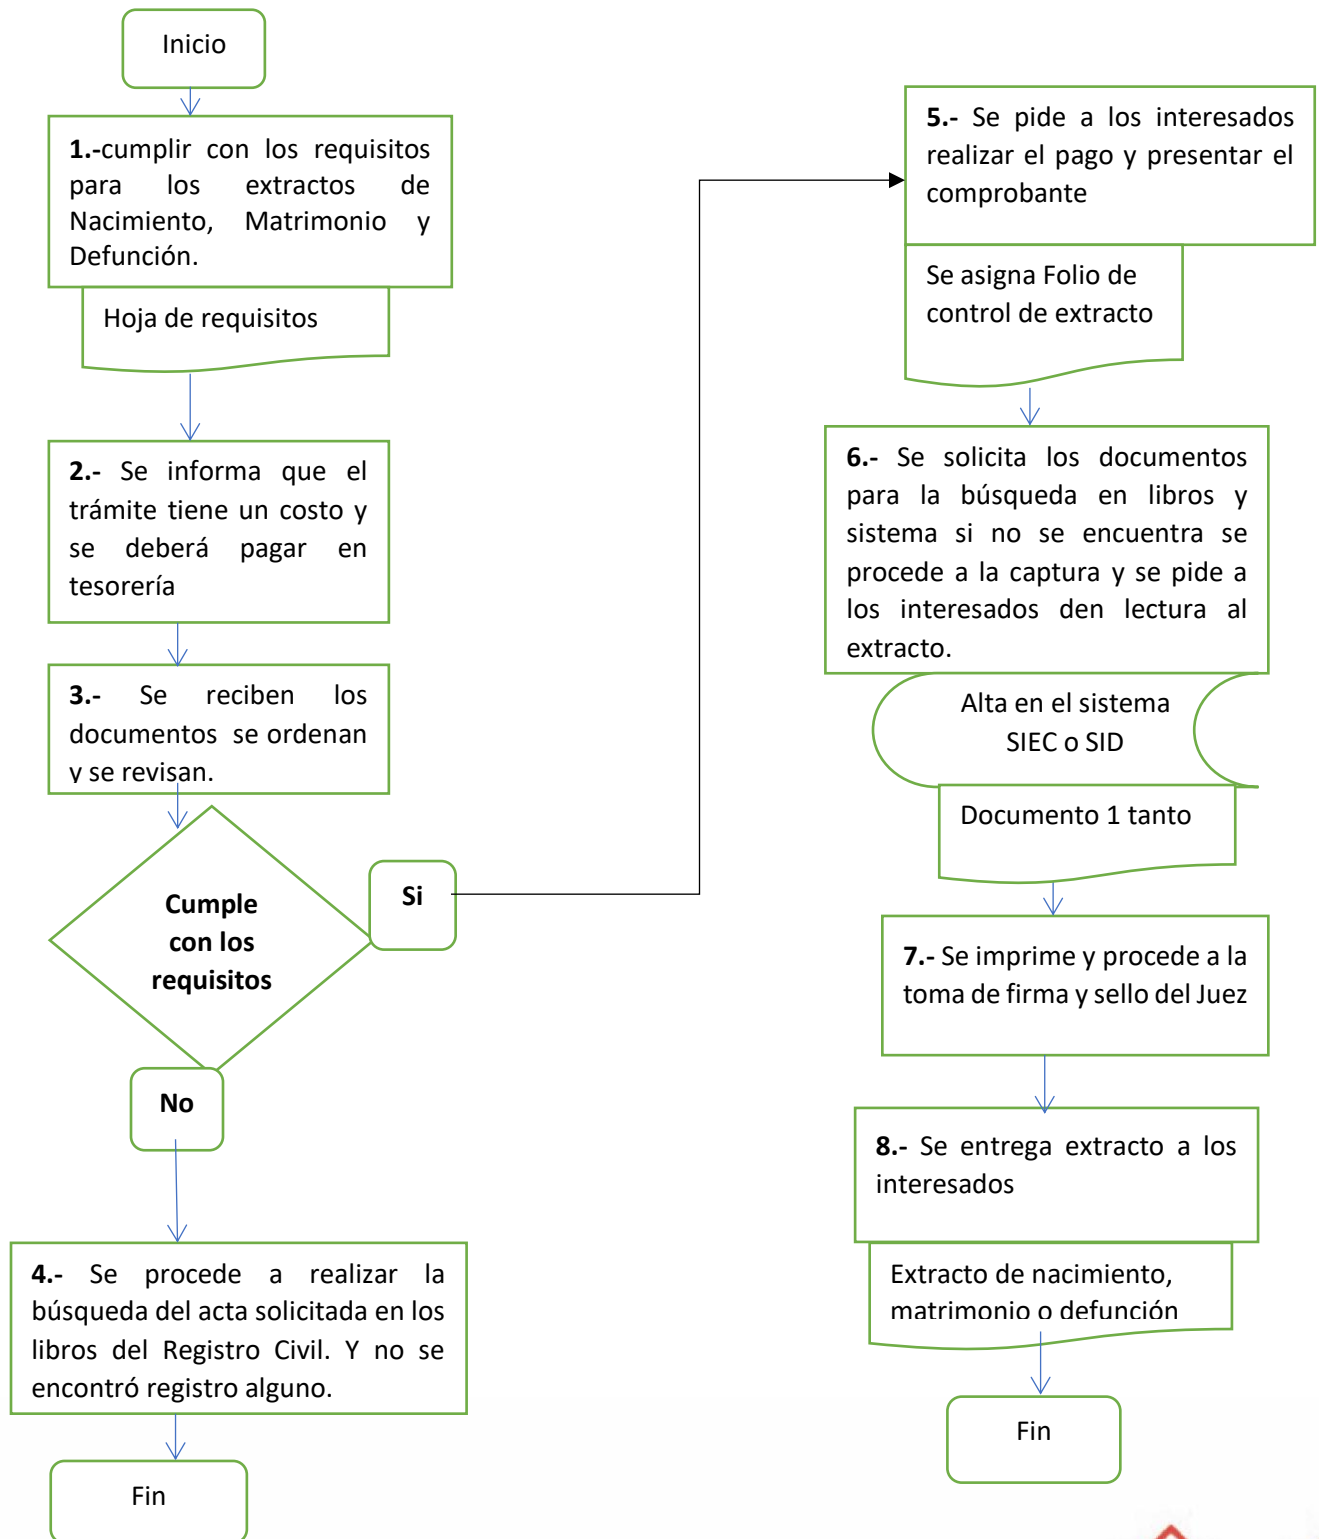 Inicio
1.-cumplir con los requisitos
para los extractos de
Nacimiento, Matrimonio y
Defunción.
Hoja de requisitos
2.- Se informa que el
trámite tiene un costo y
se deberá pagar en
tesorería
3.- Se reciben los
documentos se ordenan
y se revisan.
Cumple
con los
requisitos
Si
No
4.- Se procede a realizar la
búsqueda del acta solicitada en los
libros del Registro Civil. Y no se
encontró registro alguno.
Fin
5.- Se pide a los interesados
realizar el pago y presentar el
comprobante
Se asigna Folio de
control de extracto
6.- Se solicita los documentos
para la búsqueda en libros y
sistema si no se encuentra se
procede a la captura y se pide a
los interesados den lectura al
extracto.
Alta en el sistema
SIEC o SID
Documento 1 tanto
7.- Se imprime y procede a la
toma de firma y sello del Juez
8.- Se entrega extracto a los
interesados
Extracto de nacimiento,
matrimonio o defunción
Fin